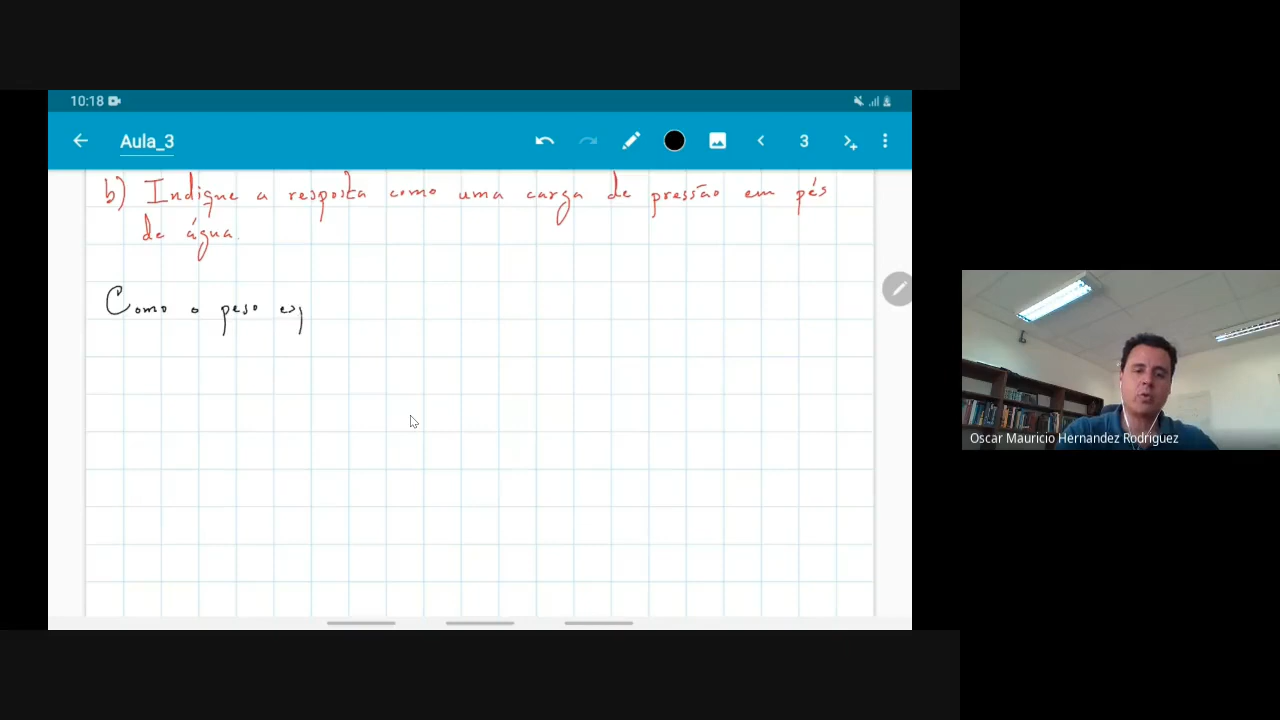 10:18
Aula_3
3
b) Indique a resposta como uma carga de pressão em pés
de água.
Como o peso esp
Oscar Mauricio Hernandez Rodriguez